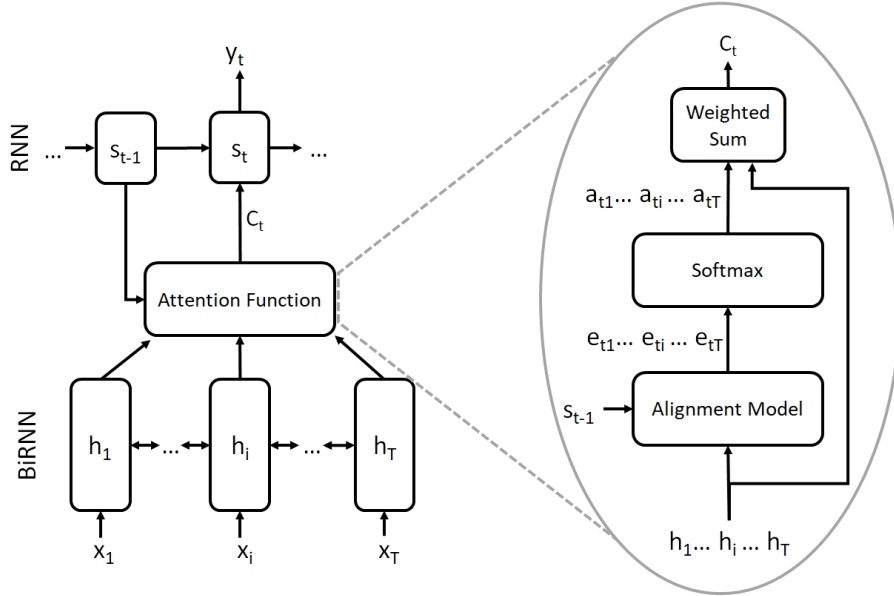 y_t
RNN
... s_{t-1} s_t ...
C_t
Attention Function
BiRNN
h_1 ... h_i ... h_T
x_1 x_i x_T
C_t
Weighted
Sum
a_{t1}... a_{ti}... a_{tT}
Softmax
e_{t1}... e_{ti}... e_{tT}
s_{t-1} Alignment Model
h_1... h_i... h_T